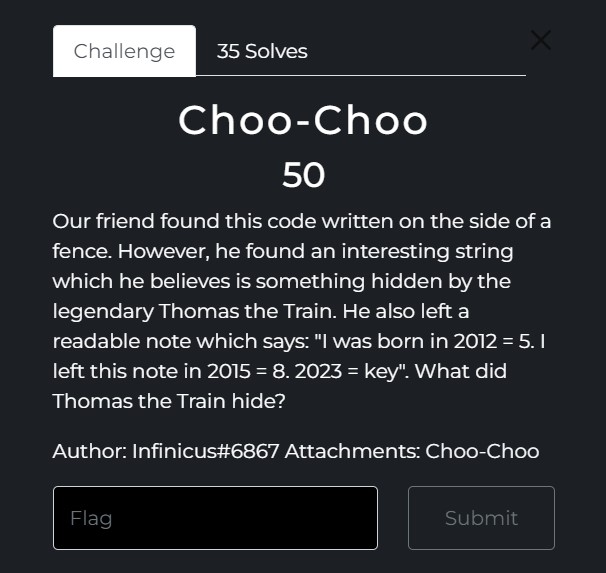 Challenge
35 Solves
Choo-Choo
50
Our friend found this code written on the side of a
fence. However, he found an interesting string
which he believes is something hidden by the
legendary Thomas the Train. He also left a
readable note which says: "I was born in 2012 = 5. I
left this note in 2015 = 8. 2023 = key". What did
Thomas the Train hide?
Author: Infinicus#6867 Attachments: Choo-Choo
Flag
Submit